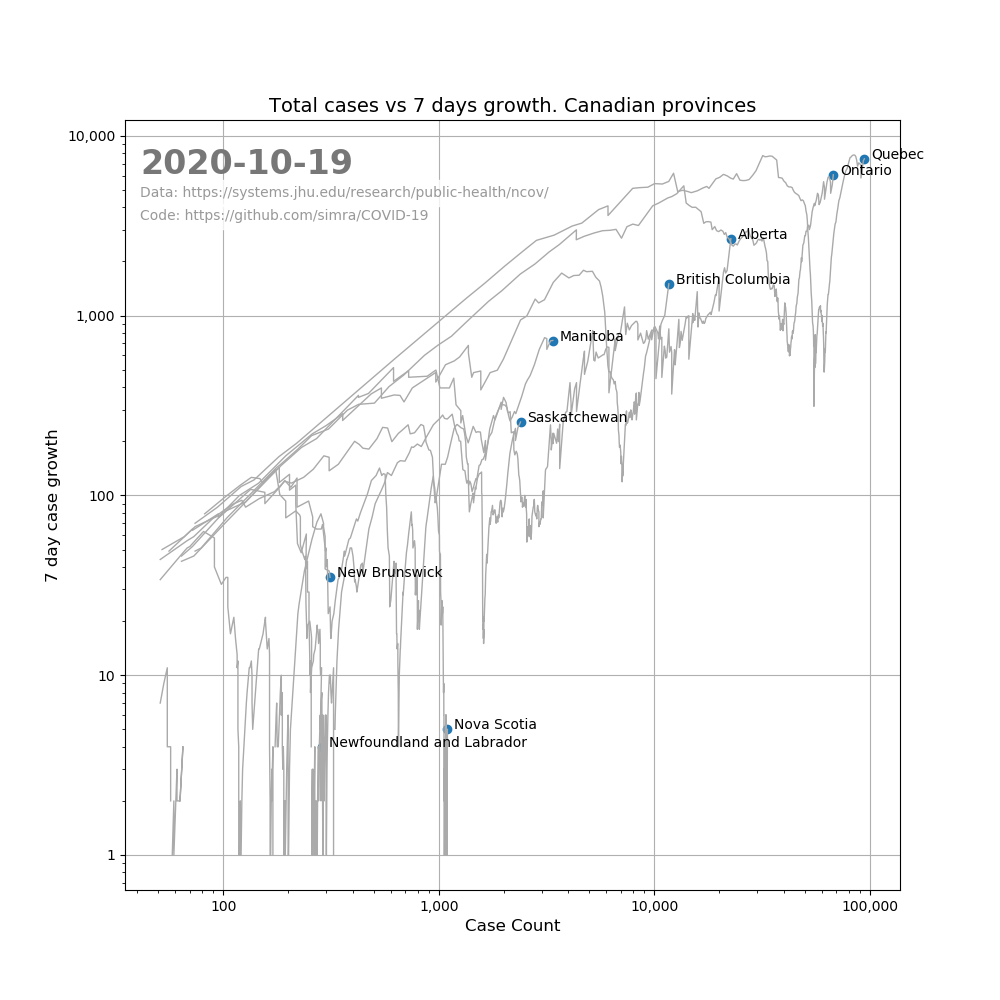 Total cases vs 7 days growth. Canadian provinces
10,000
2020-10-19
Quebec
Ontario
Data: https://systems.jhu.edu/research/public-health/ncov/
Code: https://github.com/simra/COVID-19
Alberta
British Columbia
1,000
Manitoba
Saskatchewan
100
7 day case growth
New Brunswick
10
Nova Scotia
Newfoundland and Labrador
1
100
1,000
10,000
100,000
Case Count